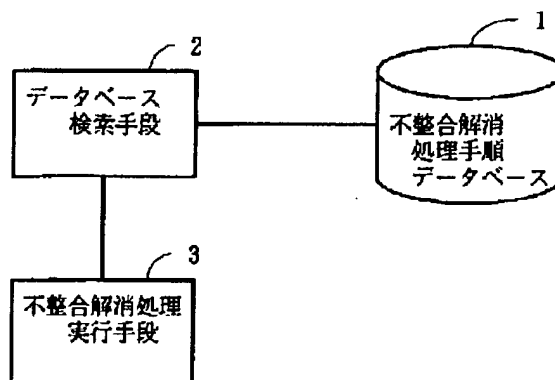 2
1
データベース
検索手段
不整合解消
処理手順
データベース
3
不整合解消処理
実行手段